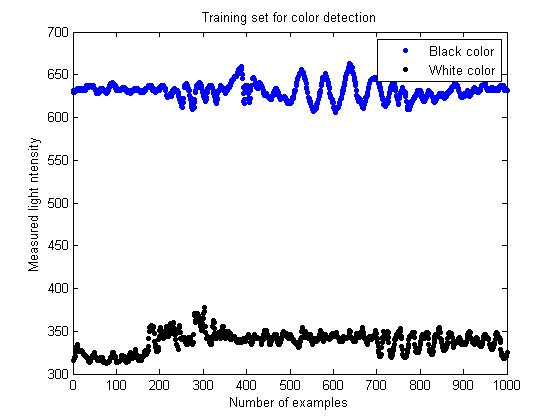 Training set for color detection
700
650
600
550
500
450
400
350
300
Measured light ntensity
Black color
White color
0 100 200 300 400 500 600 700 800 900 1000
Number of examples